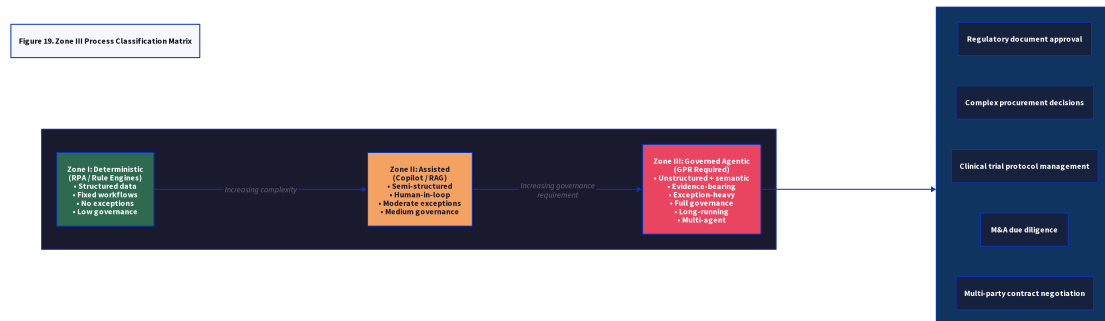 Figure 19. Zone III Process Classification Matrix
Zone I: Deterministic
(RPA / Rule Engines)
• Structured data
• Fixed workflows
• No exceptions
• Low governance
Increasing complexity
Zone II: Assisted
(Copilot / RAG)
• Semi-structured
• Human-in-loop
• Moderate exceptions
• Medium governance
Increasing governance
requirement
Zone III: Governed Agentic
(GPR Required)
• Unstructured + semantic
• Evidence-bearing
• Exception-heavy
• Full governance
• Long-running
• Multi-agent
Regulatory document approval
Complex procurement decisions
Clinical trial protocol management
M&A due diligence
Multi-party contract negotiation